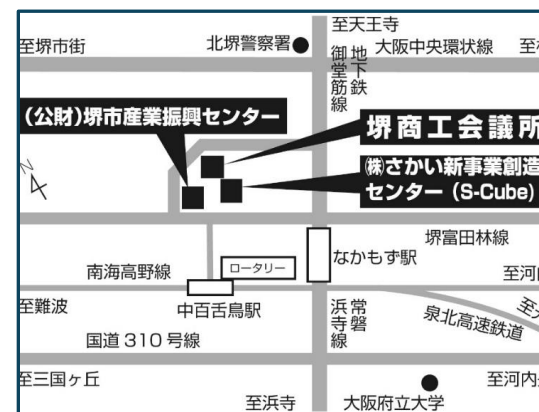 至天王寺
至堺市街
北堺警察署
大阪中央環状線
至
地下鉄
御堂筋線
(公財)堺市産業振興センター
堺商工会議所
㈱さかい新事業創造
センター(S-Cube)
N
堺富田林線
なかもず駅
南海高野線
ロータリー
至河
至難波
中百舌鳥駅
常磐
浜寺線
泉北高速鉄道
至
国道310号線
至三国ヶ丘
至河内
至浜寺
大阪府立大学